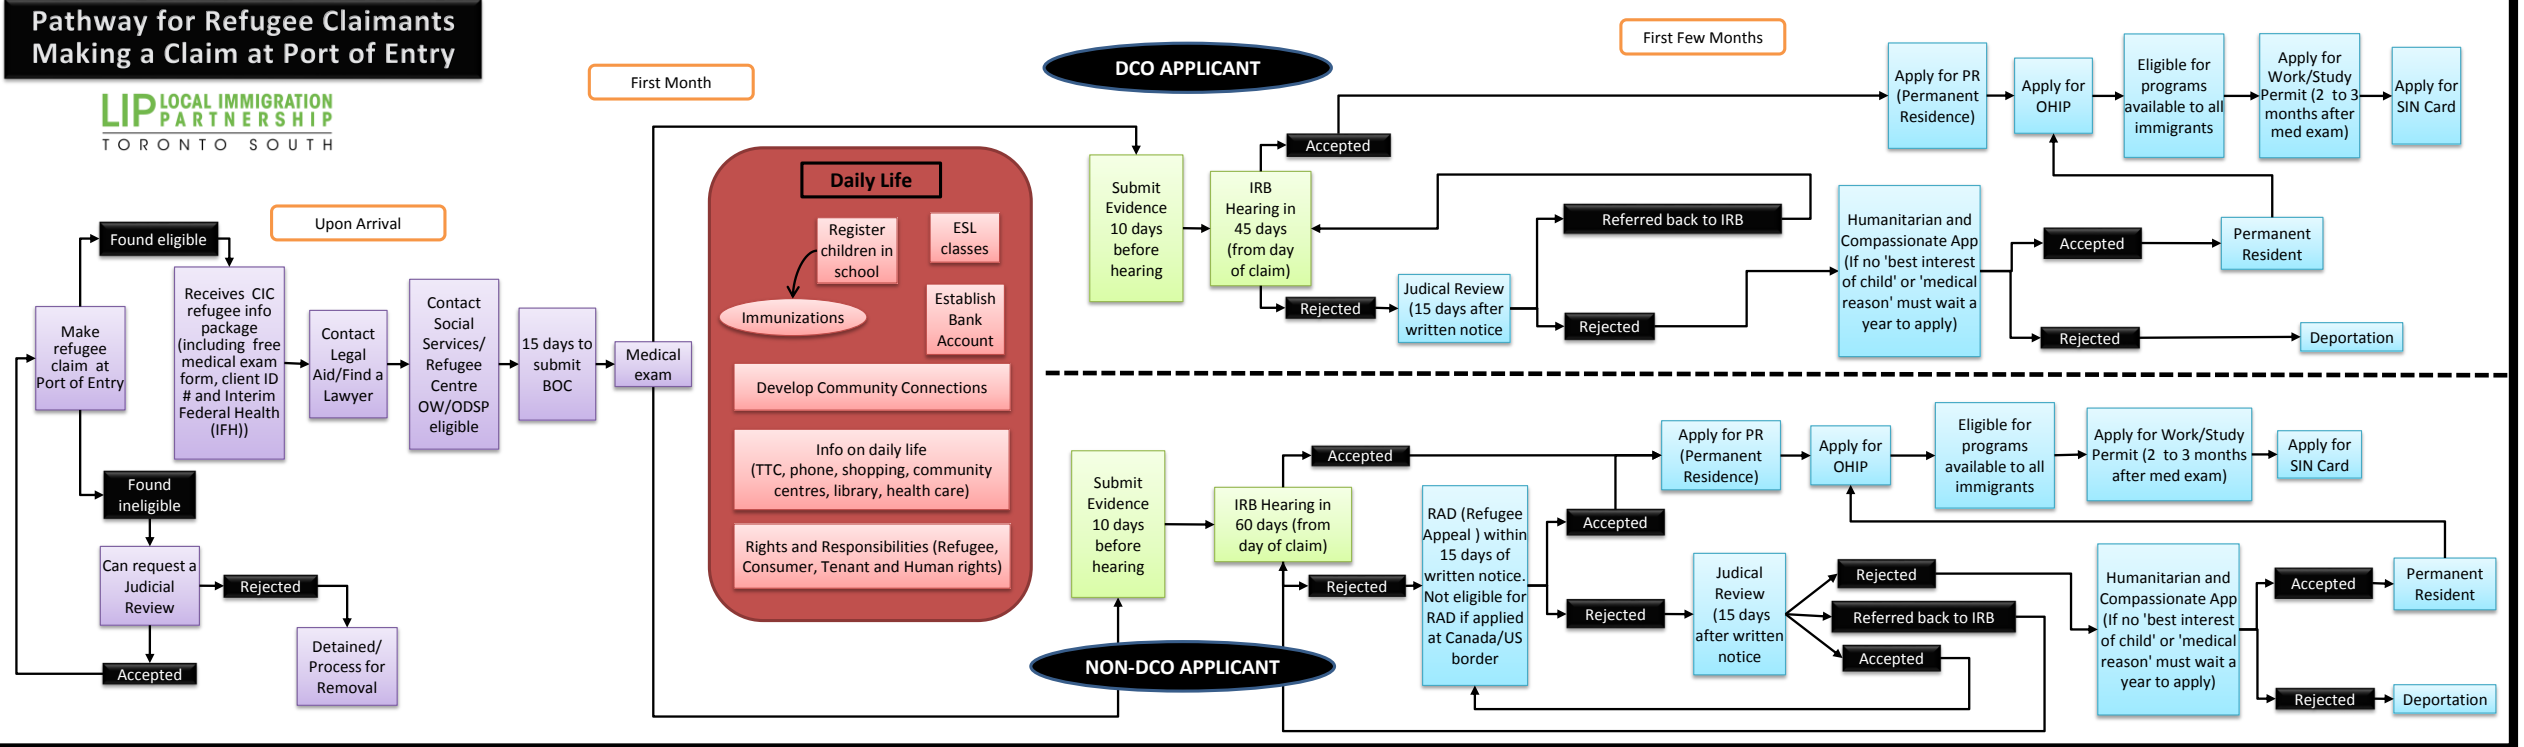 Pathway for Refugee Claimants
Making a Claim at Port of Entry
LIP LOCAL IMMIGRATION
PARTNERSHIP
TORONTO SOUTH
Upon Arrival
Found eligible
Make
refugee
claim at
Port of Entry
Receives CIC
refugee info
package
(including free
medical exam
form, client ID
# and Interim
Federal Health
(IFH))
Contact
Legal
Aid/Find a
Lawyer
Contact
Social
Services/
Refugee
Centre
OW/ODSP
eligible
15 days to
submit
BOC
Medical
exam
Found
ineligible
Can request a
Judicial
Review
Rejected
Detained/
Process for
Removal
Accepted
First Month
Daily Life
Register
children in
school
ESL
classes
Immunizations
Establish
Bank
Account
Develop Community Connections
Info on daily life
(TTC, phone, shopping, community
centres, library, health care)
Rights and Responsibilities (Refugee,
Consumer, Tenant and Human rights)
First Few Months
DCO APPLICANT
Submit
Evidence
10 days
before
hearing
IRB
Hearing in
45 days
(from day
of claim)
Accepted
Apply for PR
(Permanent
Residence)
Apply for
OHIP
Eligible for
programs
available to all
immigrants
Apply for
Work/Study
Permit (2 to 3
months after
med exam)
Apply for
SIN Card
Rejected
Judical Review
(15 days after
written notice
Referred back to IRB
Rejected
Humanitarian and
Compassionate App
(If no 'best interest
of child' or 'medical
reason' must wait a
year to apply)
Accepted
Permanent
Resident
Rejected
Deportation
NON-DCO APPLICANT
Submit
Evidence
10 days
before
hearing
IRB Hearing in
60 days (from
day of claim)
Accepted
Apply for PR
(Permanent
Residence)
Apply for
OHIP
Eligible for
programs
available to all
immigrants
Apply for Work/Study
Permit (2 to 3 months
after med exam)
Apply for
SIN Card
Rejected
RAD (Refugee
Appeal ) within
15 days of
written notice.
Not eligible for
RAD if applied
at Canada/US
border
Accepted
Rejected
Judical
Review
(15 days
after written
notice
Rejected
Referred back to IRB
Accepted
Humanitarian and
Compassionate App
(If no 'best interest
of child' or 'medical
reason' must wait a
year to apply)
Accepted
Permanent
Resident
Rejected
Deportation